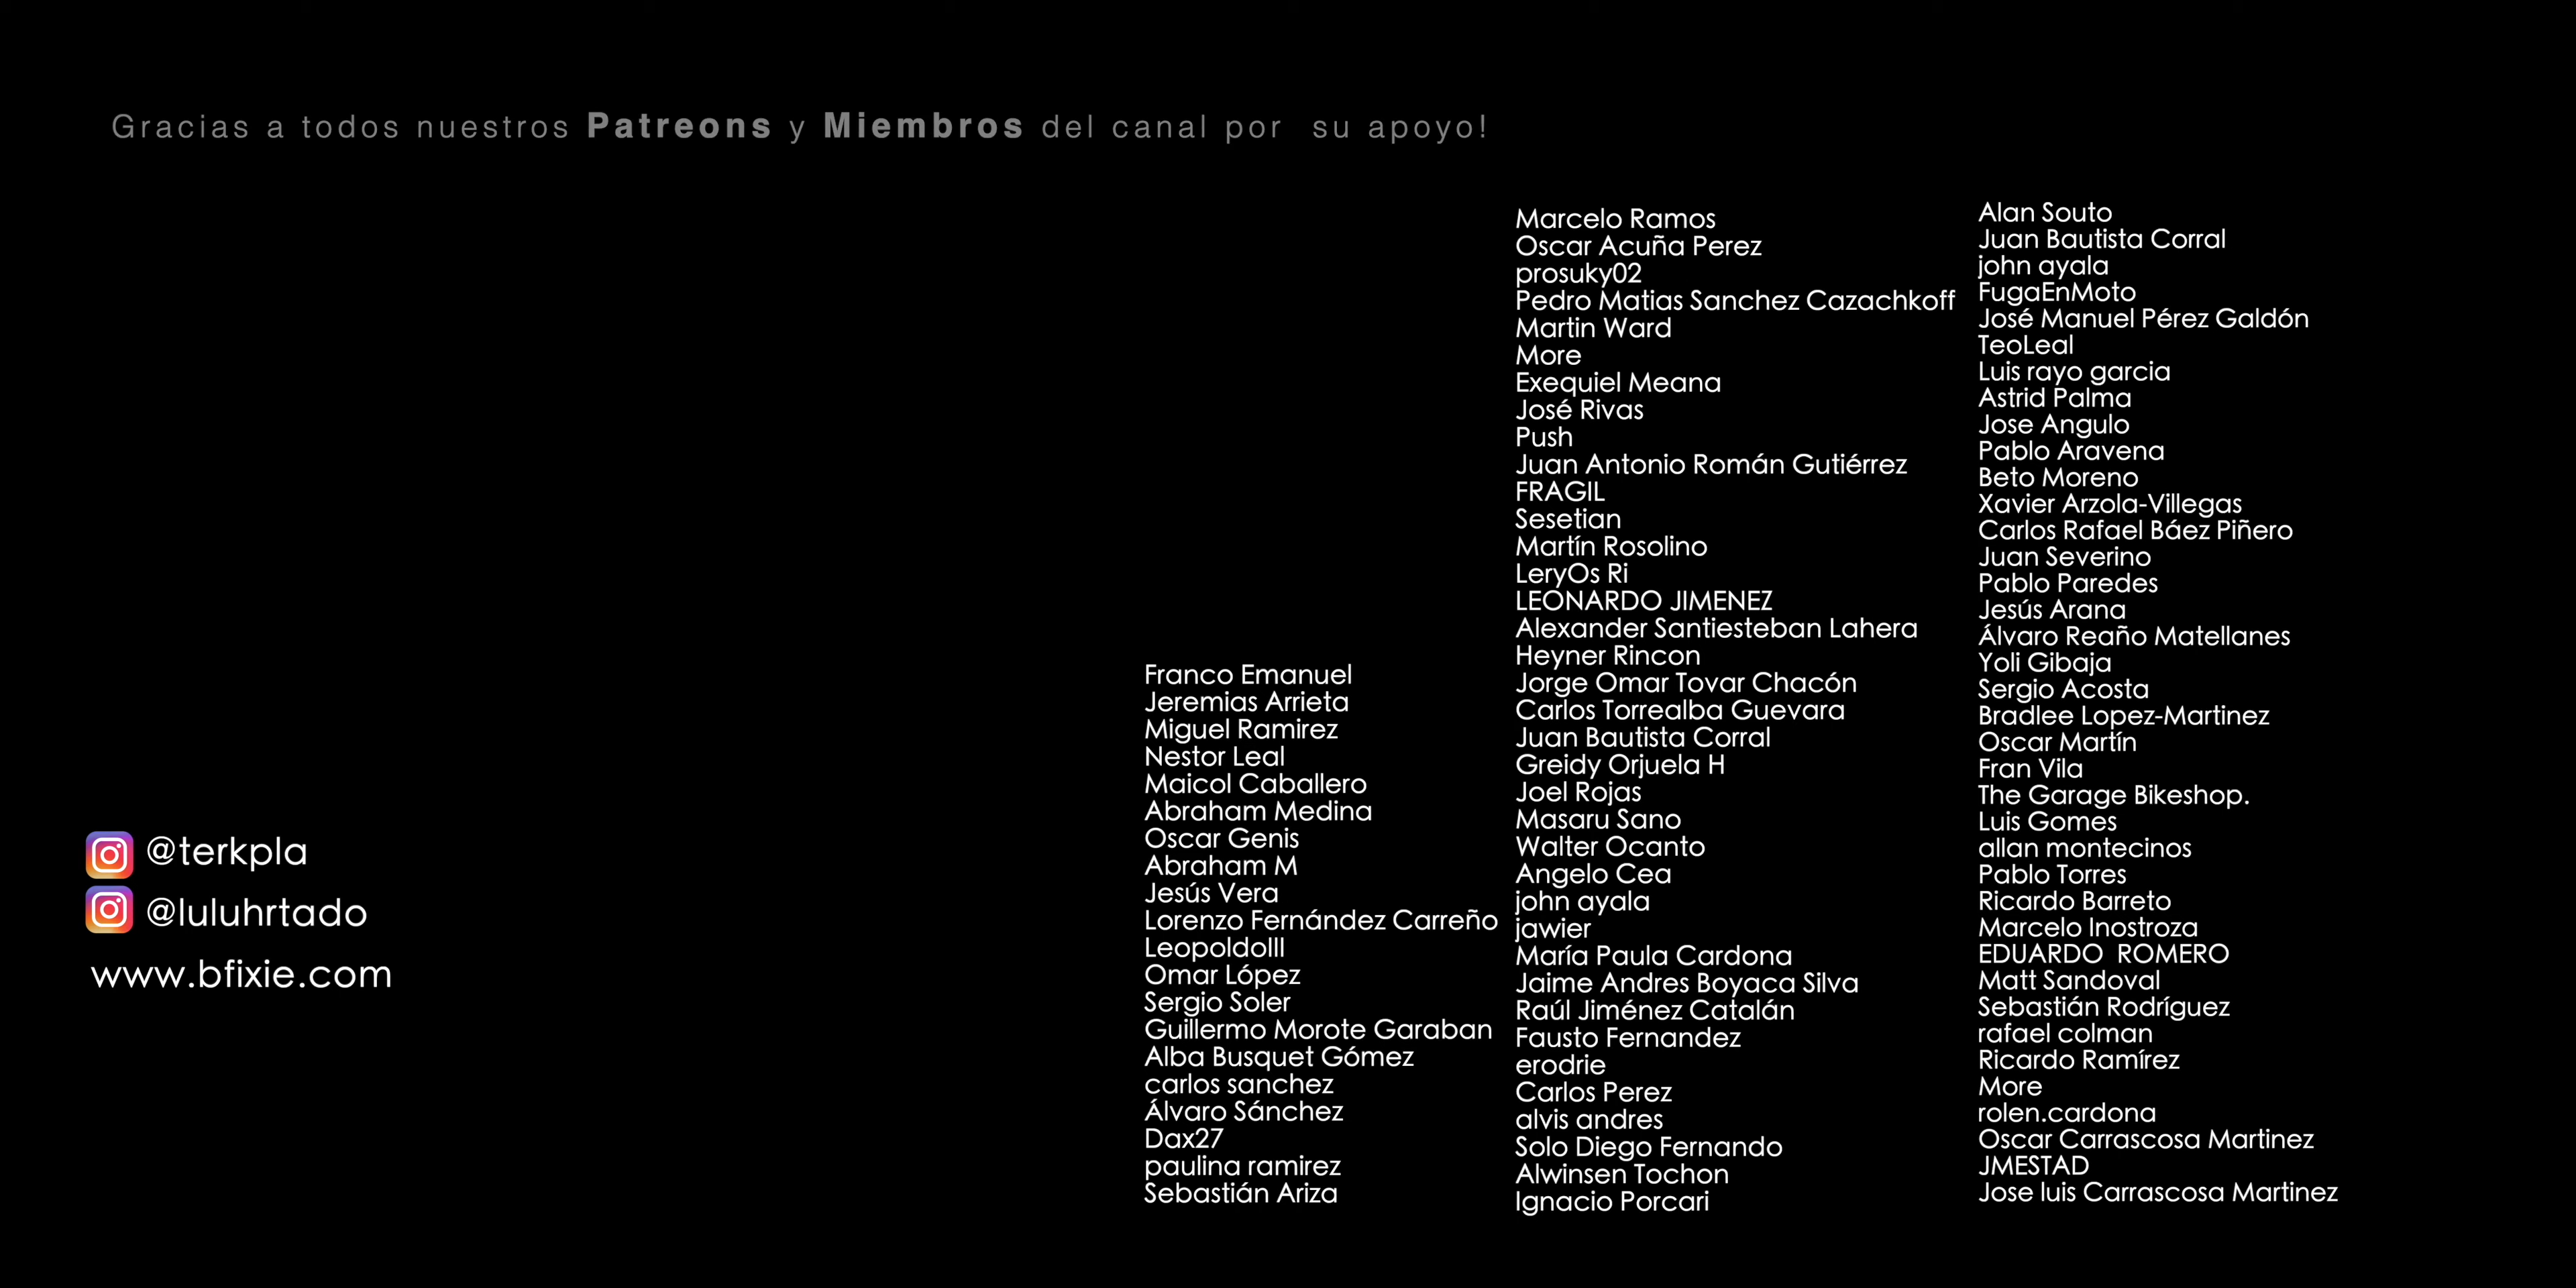 Gracias a todos nuestros Patreons y Miembros del canal por su apoyo!
@terkpla
@luluhrtado
www.bfixie.com
Franco Emanuel
Jeremias Arrieta
Miguel Ramirez
Nestor Leal
Maicol Caballero
Abraham Medina
Oscar Genis
Abraham M
Jesús Vera
Lorenzo Fernández Carreño
LeopoldoIII
Omar López
Sergio Soler
Guillermo Morote Garaban
Alba Busquet Gómez
carlos sanchez
Álvaro Sánchez
Dax27
paulina ramirez
Sebastián Ariza
Marcelo Ramos
Oscar Acuña Perez
prosuky02
Pedro Matias Sanchez Cazachkoff
Martin Ward
More
Exequiel Meana
José Rivas
Push
Juan Antonio Román Gutiérrez
FRAGIL
Sesetian
Martín Rosolino
LeryOs Ri
LEONARDO JIMENEZ
Alexander Santiesteban Lahera
Heyner Rincon
Jorge Omar Tovar Chacón
Carlos Torrealba Guevara
Juan Bautista Corral
Greidy Orjuela H
Joel Rojas
Masaru Sano
Walter Ocanto
Angelo Cea
john ayala
jawier
María Paula Cardona
Jaime Andres Boyaca Silva
Raúl Jiménez Catalán
Fausto Fernandez
erodrie
Carlos Perez
alvis andres
Solo Diego Fernando
Alwinsen Tochon
Ignacio Porcari
Alan Souto
Juan Bautista Corral
john ayala
FugaEnMoto
José Manuel Pérez Galdón
TeoLeal
Luis rayo garcia
Astrid Palma
Jose Angulo
Pablo Aravena
Beto Moreno
Xavier Arzola-Villegas
Carlos Rafael Báez Piñero
Juan Severino
Pablo Paredes
Jesús Arana
Álvaro Reaño Matellanes
Yoli Gibaja
Sergio Acosta
Bradlee Lopez-Martinez
Oscar Martín
Fran Vila
The Garage Bikeshop.
Luis Gomes
allan montecinos
Pablo Torres
Ricardo Barreto
Marcelo Inostroza
EDUARDO ROMERO
Matt Sandoval
Sebastián Rodríguez
rafael colman
Ricardo Ramírez
More
rolen.cardona
Oscar Carrascosa Martinez
JMESTAD
Jose luis Carrascosa Martinez